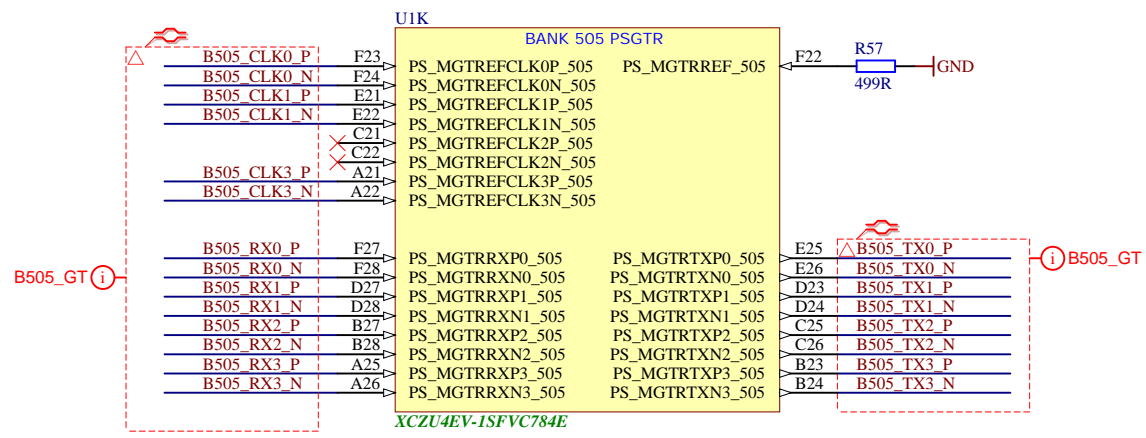 U1K
BANK 505 PSGTR
B505_CLK0_P F23 PS_MGTREFCLK0P_505 PS_MGTRREF_505 F22 R57 499R GND
B505_CLK0_N F24 PS_MGTREFCLK0N_505
B505_CLK1_P E21 PS_MGTREFCLK1P_505
B505_CLK1_N E22 PS_MGTREFCLK1N_505
C21 PS_MGTREFCLK2P_505
C22 PS_MGTREFCLK2N_505
B505_CLK3_P A21 PS_MGTREFCLK3P_505
B505_CLK3_N A22 PS_MGTREFCLK3N_505
B505_RX0_P F27 PS_MGTRRXP0_505 PS_MGTRTXP0_505 E25 B505_TX0_P
B505_GT i B505_RX0_N F28 PS_MGTRRXN0_505 PS_MGTRTXN0_505 E26 B505_TX0_N i B505_GT
B505_RX1_P D27 PS_MGTRRXP1_505 PS_MGTRTXP1_505 D23 B505_TX1_P
B505_RX1_N D28 PS_MGTRRXN1_505 PS_MGTRTXN1_505 D24 B505_TX1_N
B505_RX2_P B27 PS_MGTRRXP2_505 PS_MGTRTXP2_505 C25 B505_TX2_P
B505_RX2_N B28 PS_MGTRRXN2_505 PS_MGTRTXN2_505 C26 B505_TX2_N
B505_RX3_P A25 PS_MGTRRXP3_505 PS_MGTRTXP3_505 B23 B505_TX3_P
B505_RX3_N A26 PS_MGTRRXN3_505 PS_MGTRTXN3_505 B24 B505_TX3_N
XCZU4EV-1SFVC784E